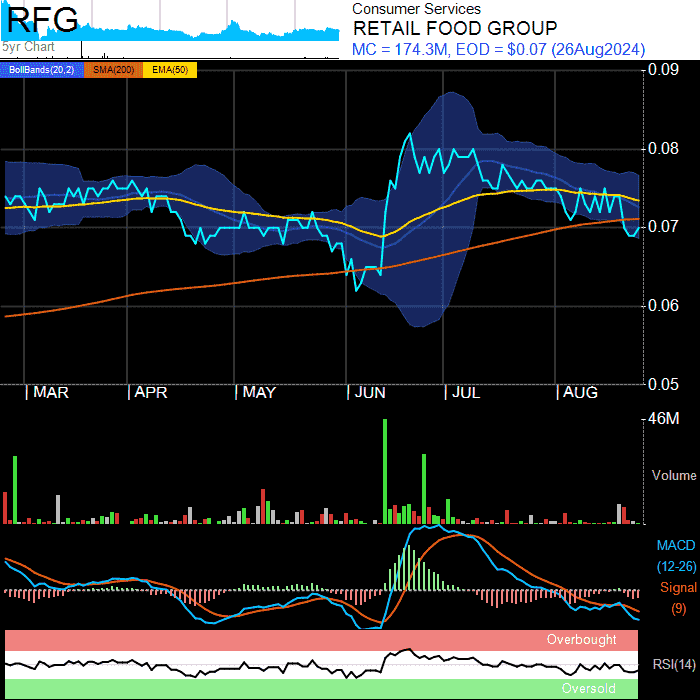 RFG
5yr Chart
Consumer Services
RETAIL FOOD GROUP
MC = 174.3M, EOD = $0.07 (26Aug2024)
BollBands(20,2) SMA(200) EMA(50)
0.09
0.08
0.07
0.06
0.05
MAR APR MAY JUN JUL AUG
46M
Volume
MACD
(12-26)
Signal
(9)
Overbought
RSI(14)
Oversold